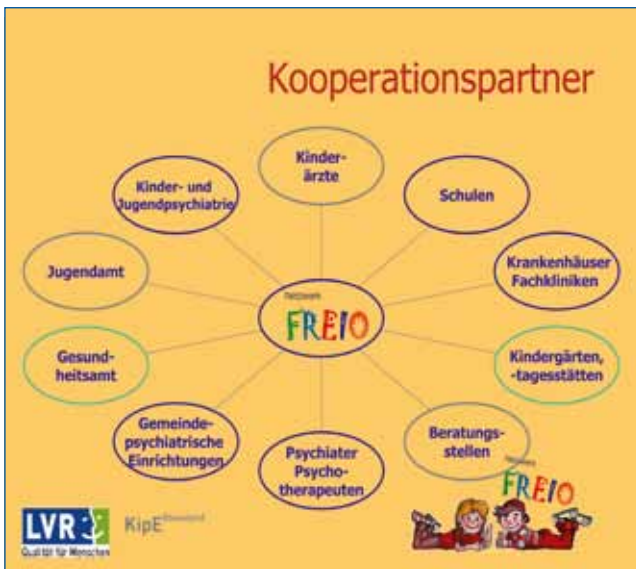 Kooperationspartner
Kinder-
ärzte
Kinder- und
Jugendpsychiatrie
Schulen
Jugendamt
Krankenhäuser
Fachkliniken
Netzwerk
FREIO
Gesund-
heitsamt
Kindergärten,
-tagesstätten
Gemeinde-
psychiatrische
Einrichtungen
Psychiater
Psycho-
therapeuten
Beratungs-
stellen
Netzwerk
FREIO
LVR
Qualität für Menschen
KipE Rheinland